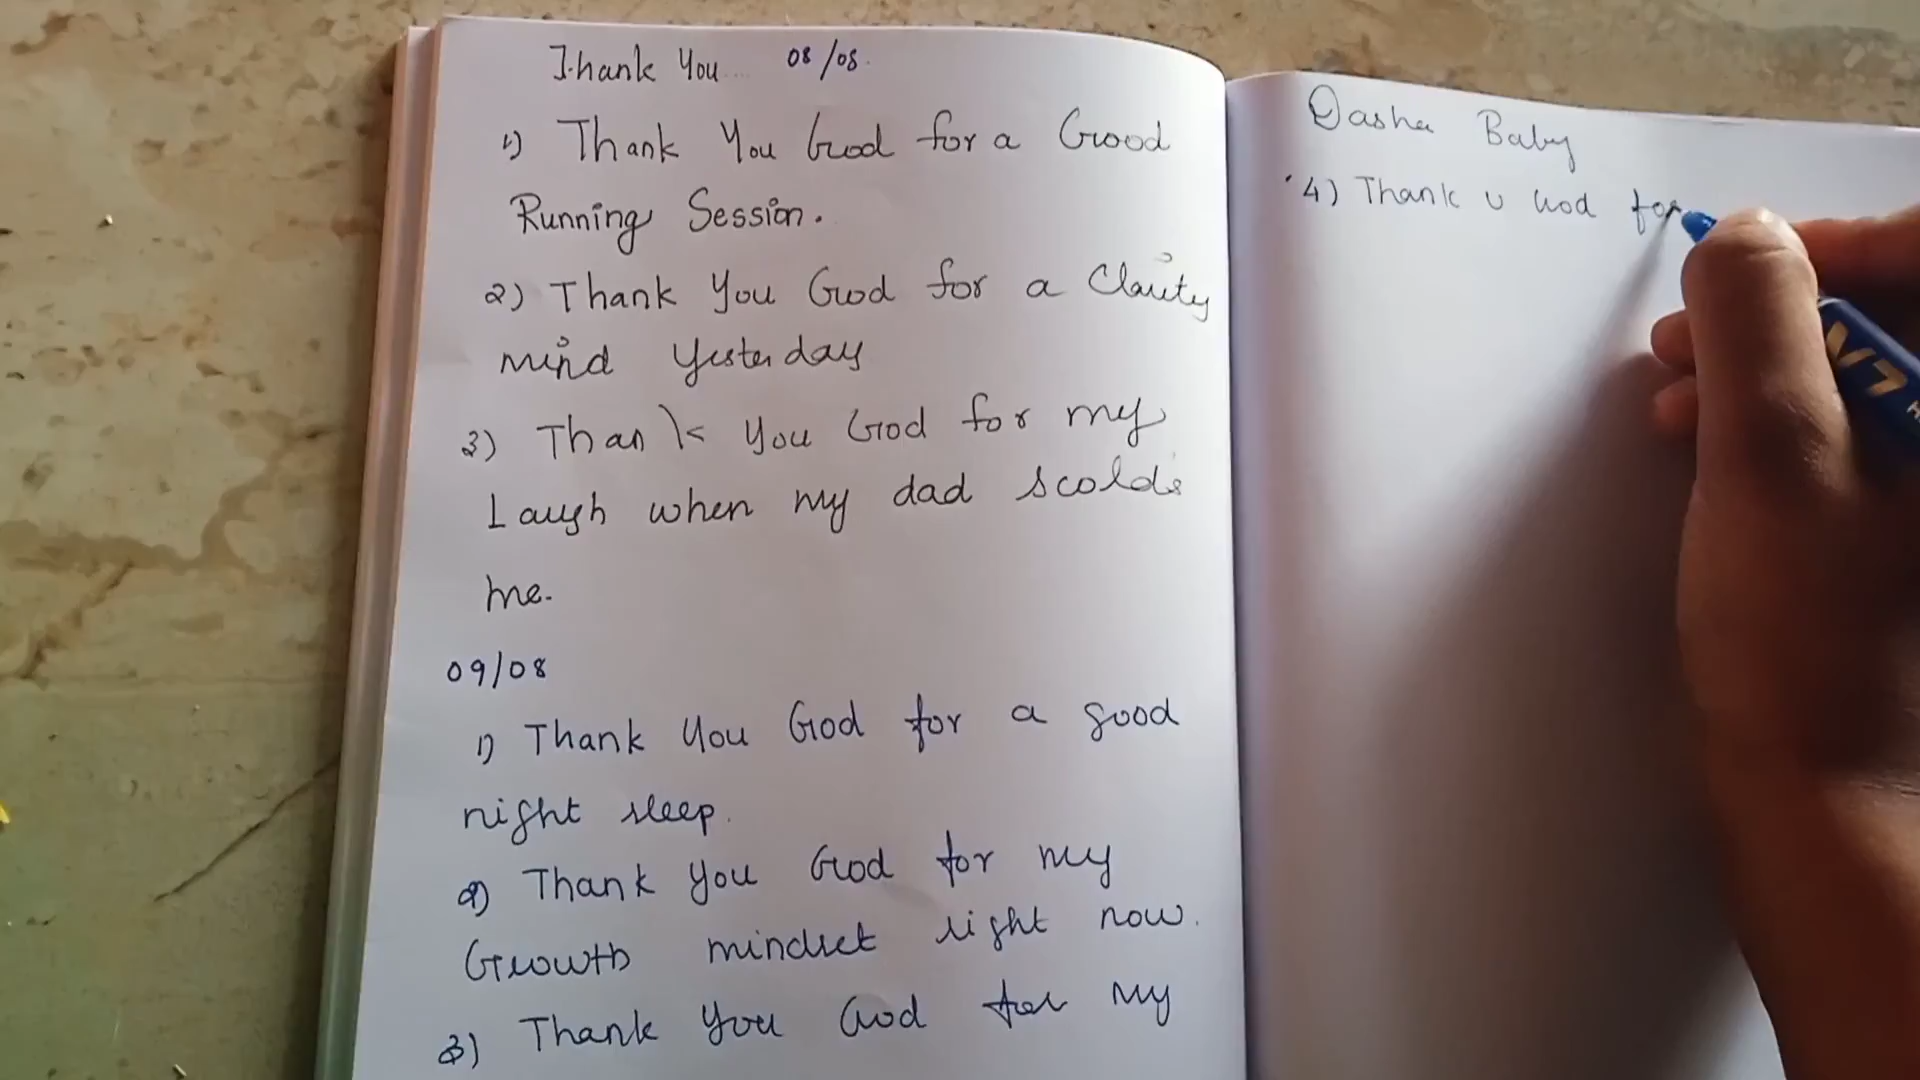 Thank You 08/08
1) Thank You God for a Good
Running Session.
2) Thank You God for a Clarity
mind Yesterday
3) Thank You God for my
Laugh when my dad scolds
me.
09/08
1) Thank You God for a good
night sleep.
2) Thank You God for my
Growth mindset right now.
3) Thank You God for my
Dasha Baby
4) Thank u God for
V7